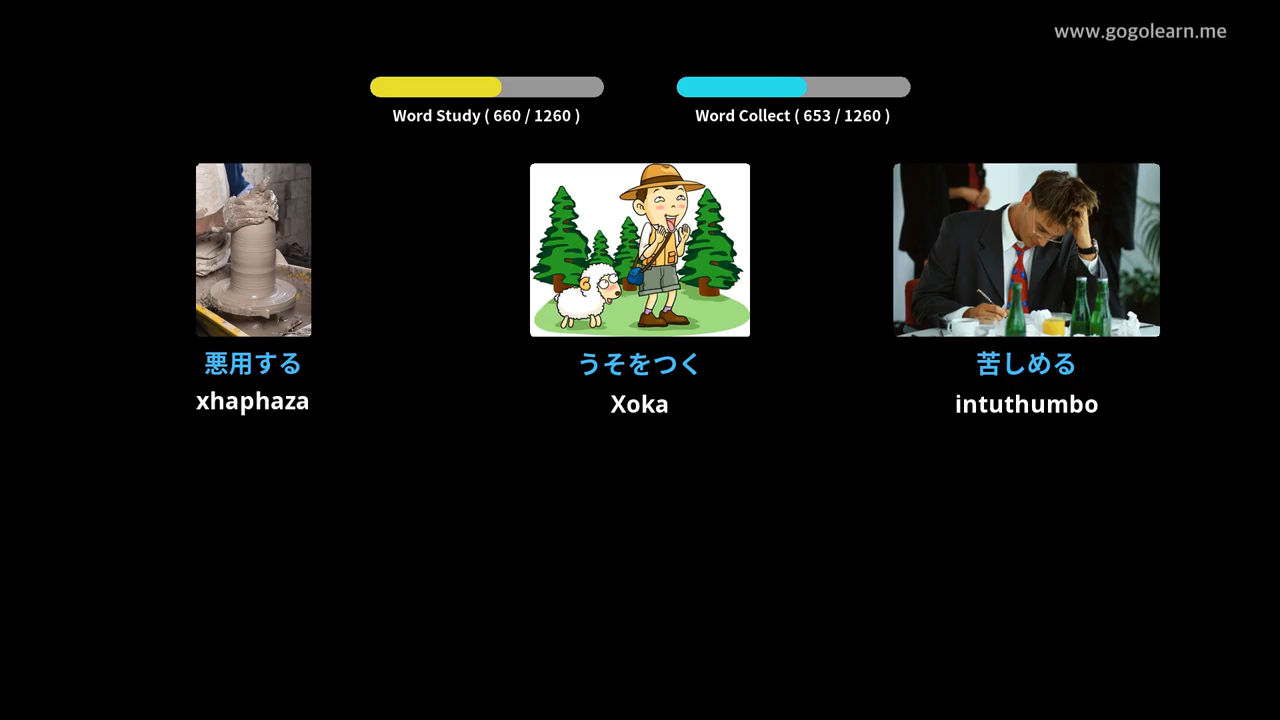 www.gogolearn.me
Word Study ( 660 / 1260 )
Word Collect ( 653 / 1260 )
悪用する
うそをつく
苦しめる
xhaphaza
Xoka
intuthumbo